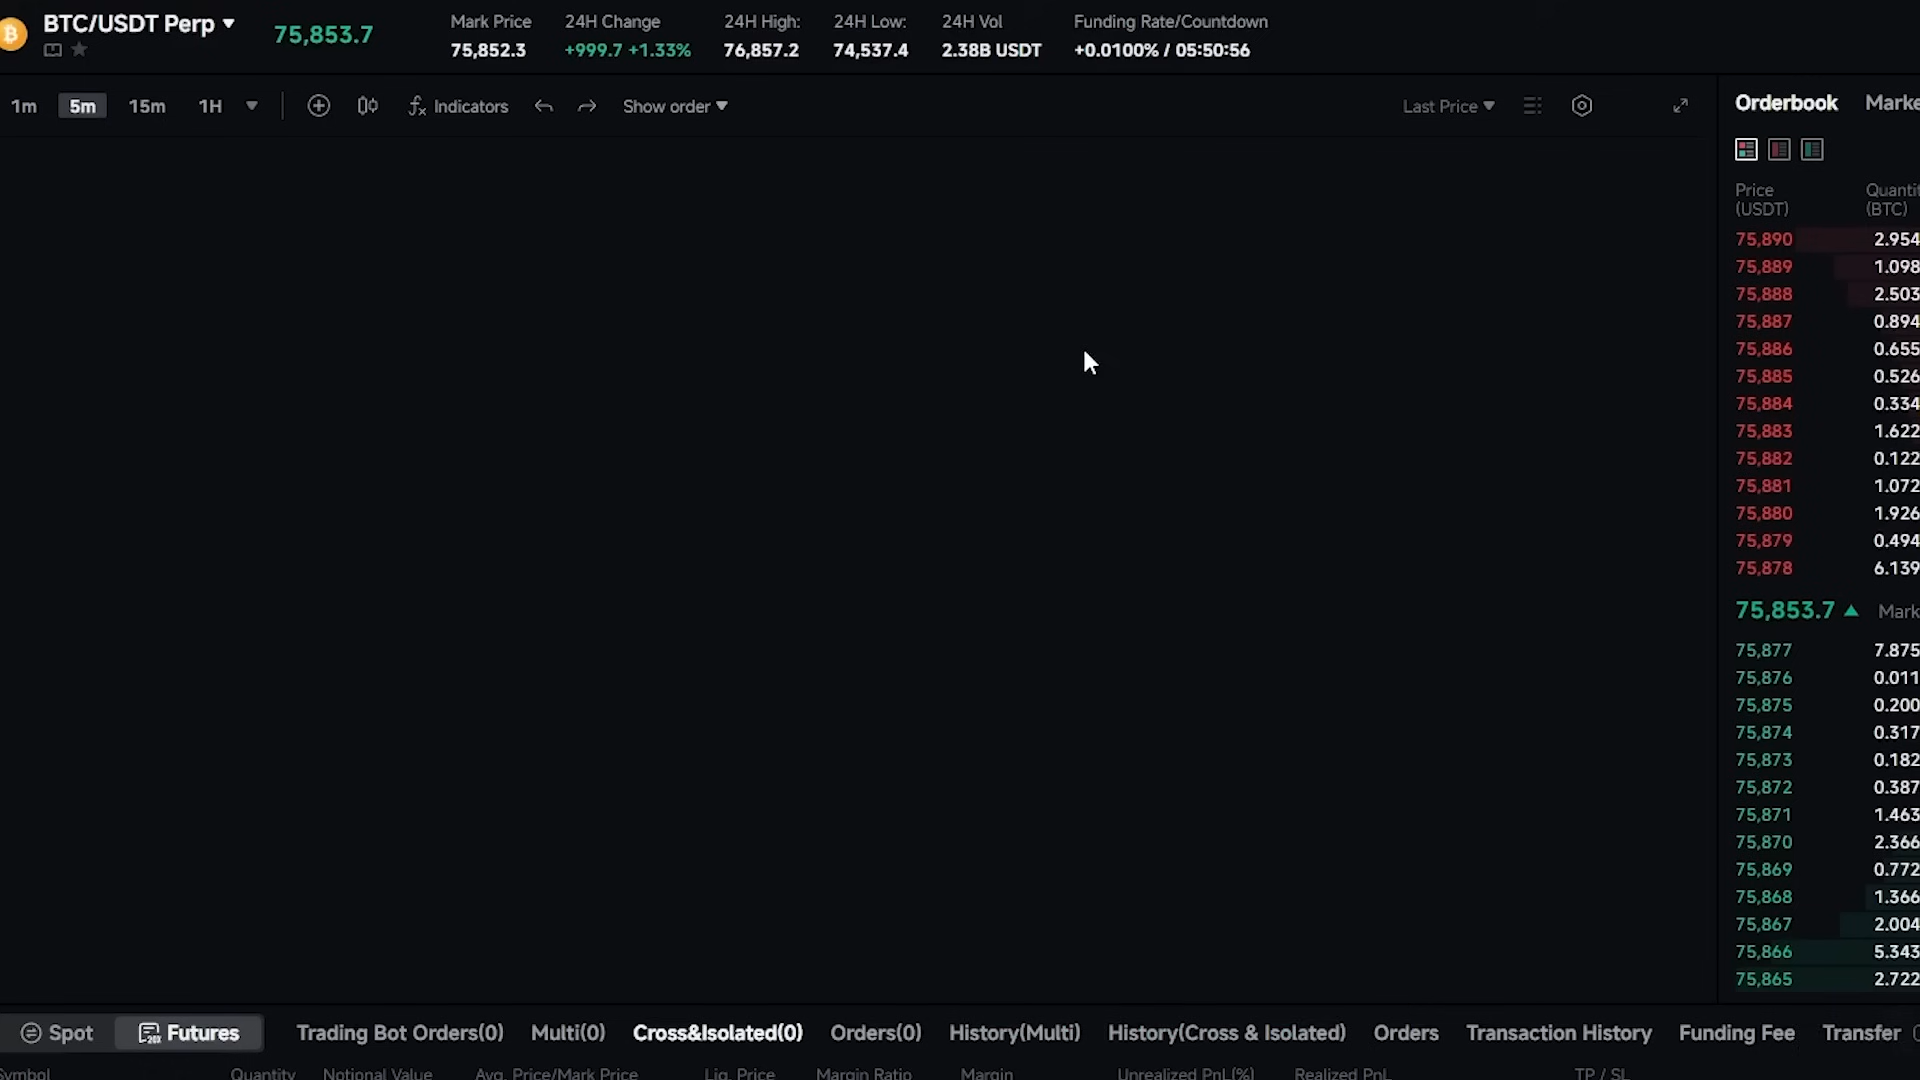 BTC/USDT Perp
75,853.7
Mark Price
75,852.3
24H Change
+999.7 +1.33%
24H High:
76,857.2
24H Low:
74,537.4
24H Vol
2.38B USDT
Funding Rate/Countdown
+0.0100% / 05:50:56
1m 5m 15m 1H Indicators Show order Last Price
Orderbook Marke
Price (USDT) Quantit (BTC)
75,890 2.954
75,889 1.098
75,888 2.503
75,887 0.894
75,886 0.655
75,885 0.526
75,884 0.334
75,883 1.622
75,882 0.122
75,881 1.072
75,880 1.926
75,879 0.494
75,878 6.139
75,853.7 Mark
75,877 7.875
75,876 0.011
75,875 0.200
75,874 0.317
75,873 0.182
75,872 0.387
75,871 1.463
75,870 2.366
75,869 0.772
75,868 1.366
75,867 2.004
75,866 5.343
75,865 2.722
Spot Futures Trading Bot Orders(0) Multi(0) Cross&Isolated(0) Orders(0) History(Multi) History(Cross & Isolated) Orders Transaction History Funding Fee Transfer
Symbol Quantity Notional Value Avg. Price/Mark Price Liq. Price Margin Ratio Margin Unrealized PnL(%) Realized PnL TP / SL